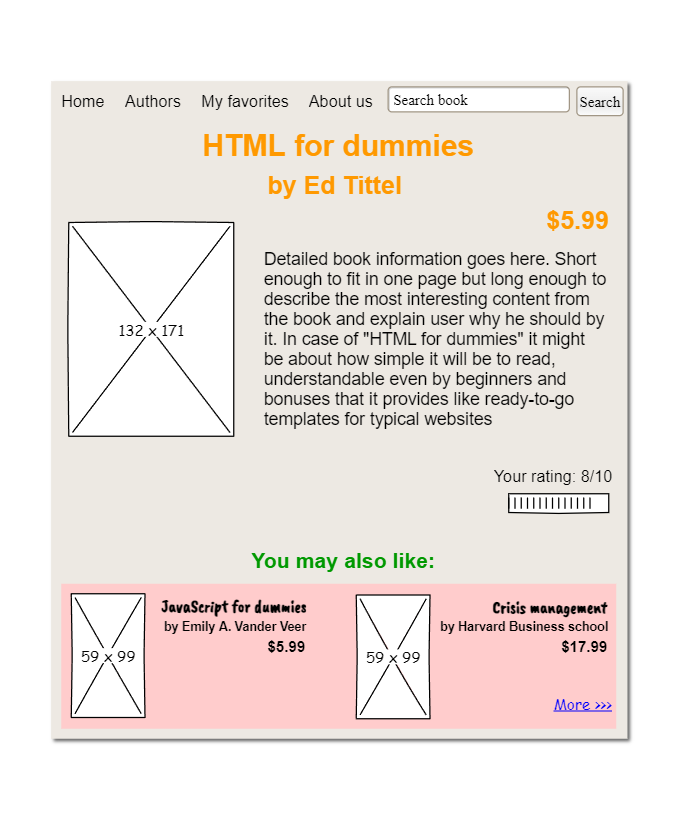 Home Authors My favorites About us Search book Search
HTML for dummies
by Ed Tittel
$5.99
132 x 171
Detailed book information goes here. Short
enough to fit in one page but long enough to
describe the most interesting content from
the book and explain user why he should by
it. In case of "HTML for dummies" it might
be about how simple it will be to read,
understandable even by beginners and
bonuses that it provides like ready-to-go
templates for typical websites
Your rating: 8/10
You may also like:
59 x 99
JavaScript for dummies
by Emily A. Vander Veer
$5.99
59 x 99
Crisis management
by Harvard Business school
$17.99
More >>>